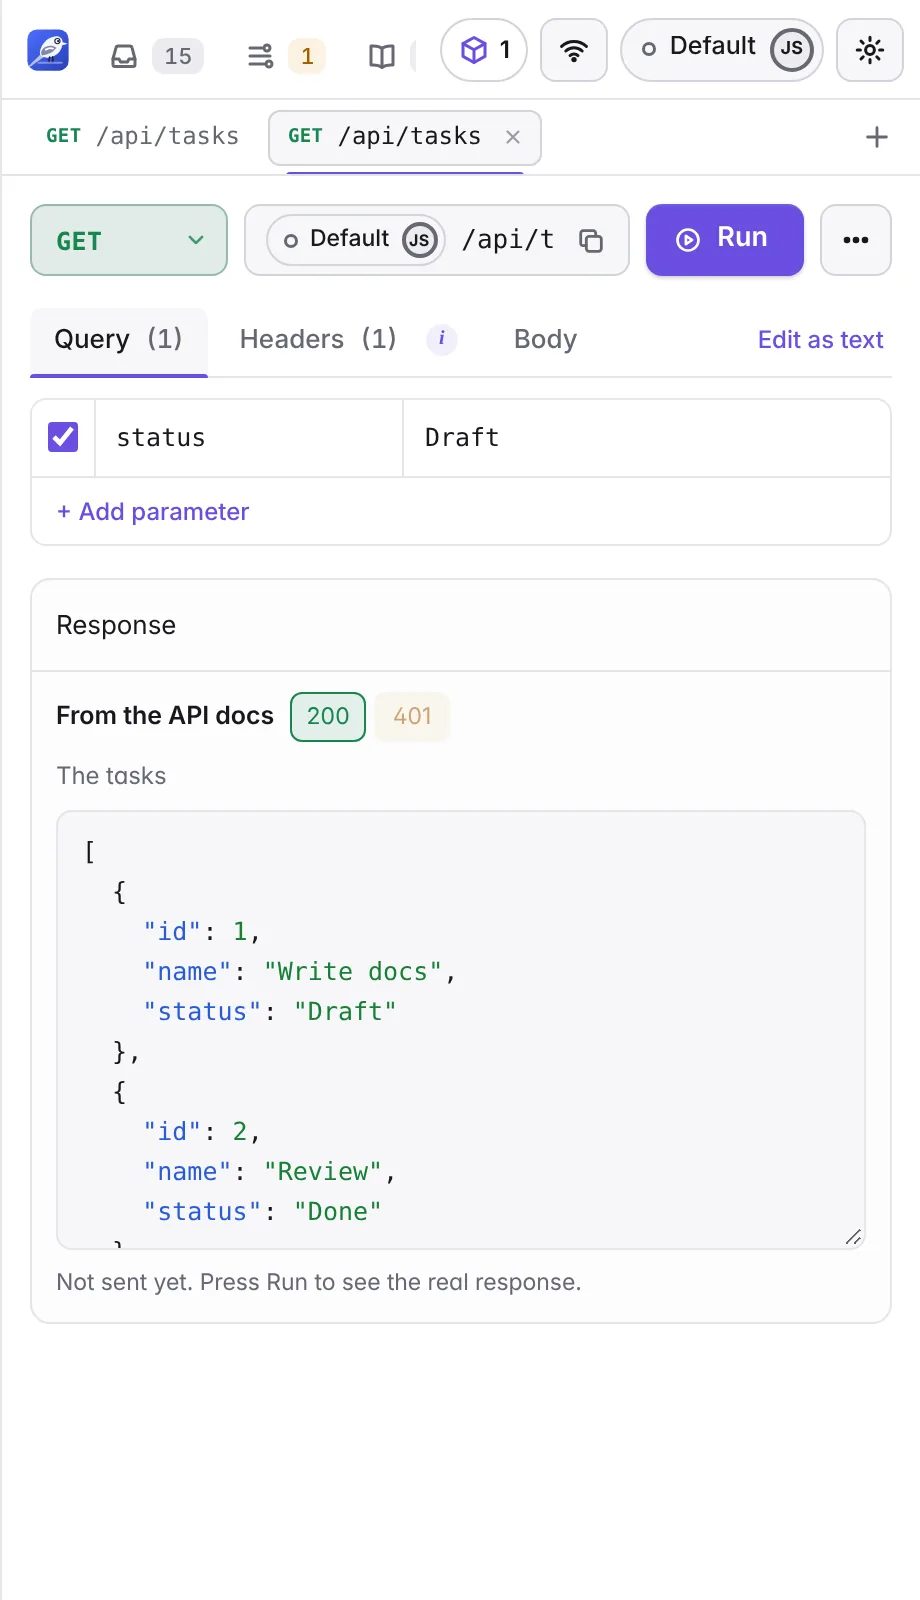 15
1
1
Default JS
GET /api/tasks
GET /api/tasks
GET
Default JS /api/t
Run
Query (1)
Headers (1)
i
Body
Edit as text
status
Draft
+ Add parameter
Response
From the API docs 200 401
The tasks
[
{
"id": 1,
"name": "Write docs",
"status": "Draft"
},
{
"id": 2,
"name": "Review",
"status": "Done"
}
Not sent yet. Press Run to see the real response.